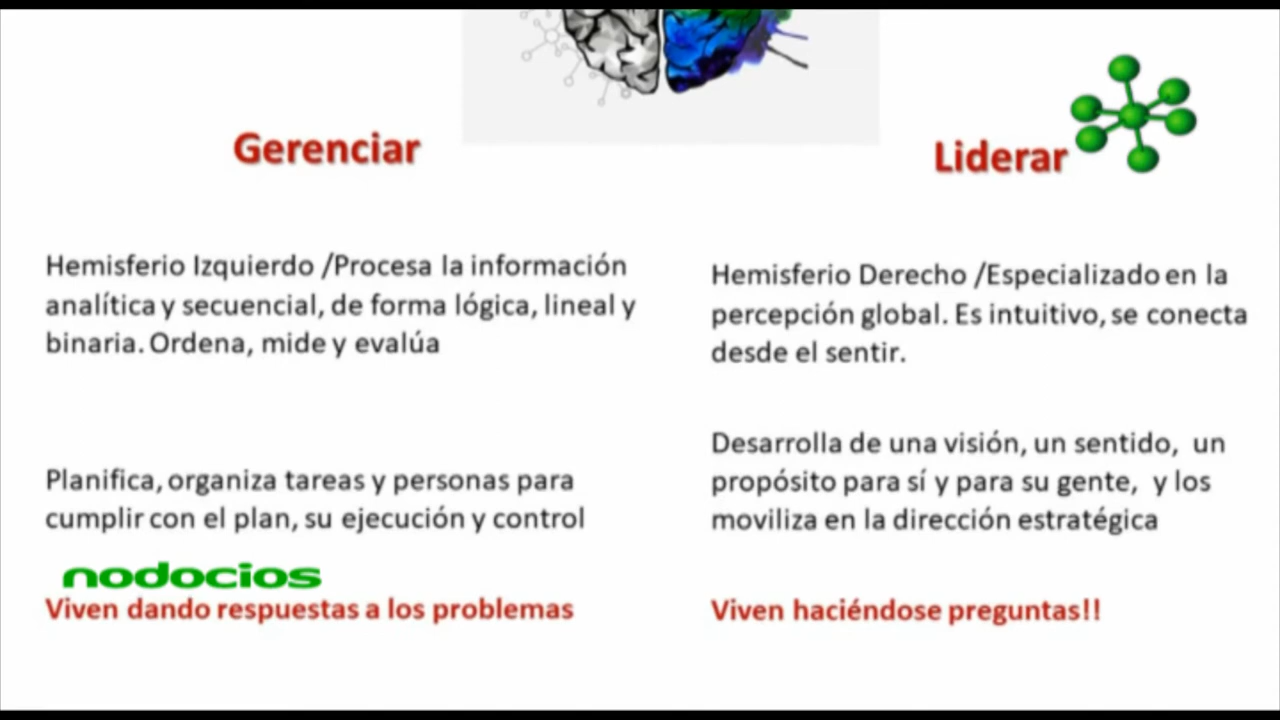 Gerenciar
Hemisferio Izquierdo /Procesa la información
analítica y secuencial, de forma lógica, lineal y
binaria. Ordena, mide y evalúa
Planifica, organiza tareas y personas para
cumplir con el plan, su ejecución y control
nodocios
Viven dando respuestas a los problemas
Liderar
Hemisferio Derecho /Especializado en la
percepción global. Es intuitivo, se conecta
desde el sentir.
Desarrolla de una visión, un sentido, un
propósito para sí y para su gente, y los
moviliza en la dirección estratégica
Viven haciéndose preguntas!!